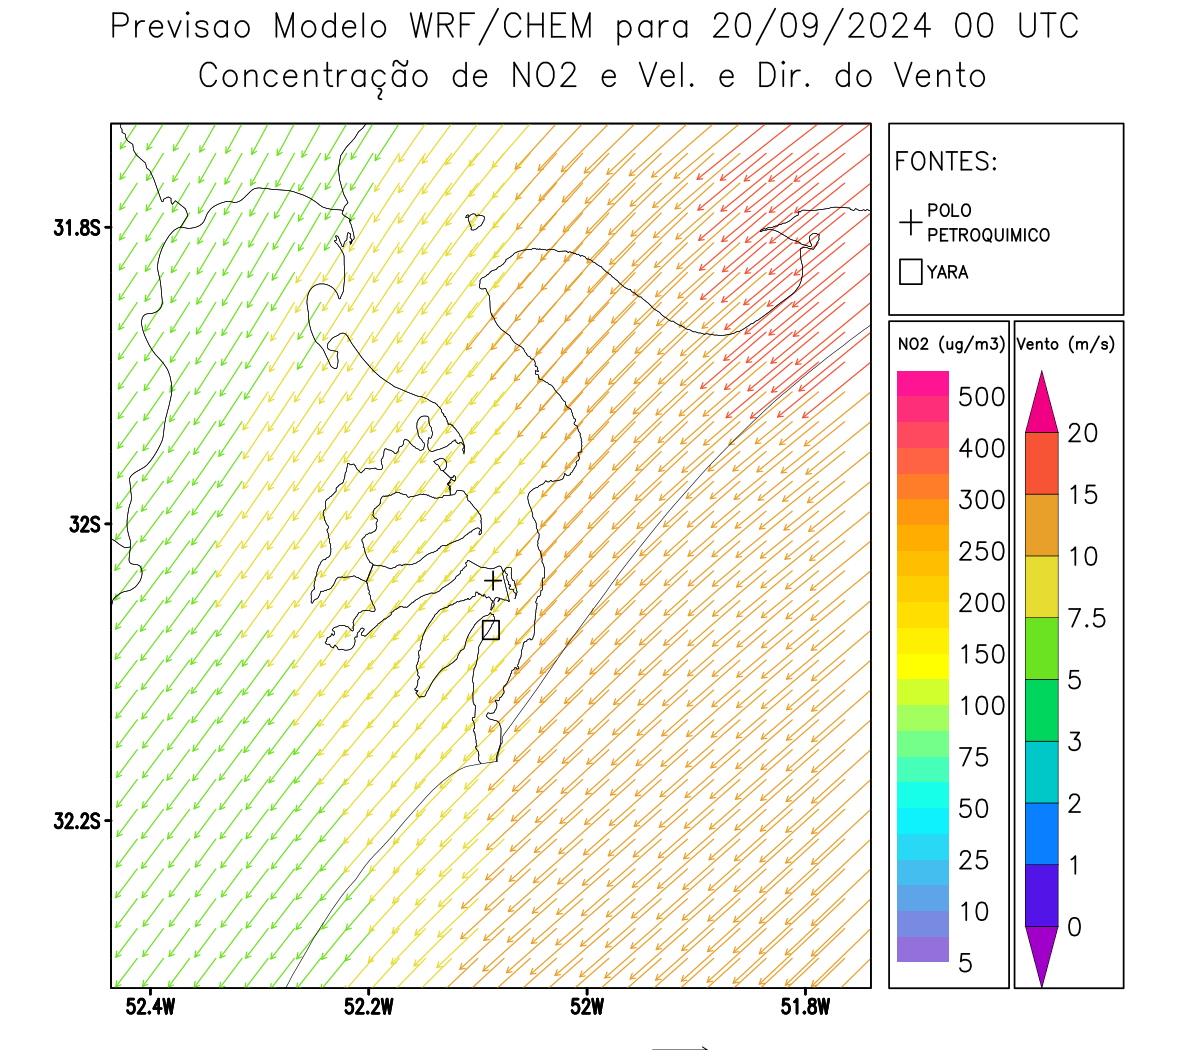 Previsao Modelo WRF/CHEM para 20/09/2024 00 UTC
Concentração de NO2 e Vel. e Dir. do Vento
FONTES:
POLO
PETROQUIMICO
YARA
NO2 (ug/m3)
500
400
300
250
200
150
100
75
50
25
10
5
Vento (m/s)
20
15
10
7.5
5
3
2
1
0
31.8S
32S
32.2S
52.4W
52.2W
52W
51.8W